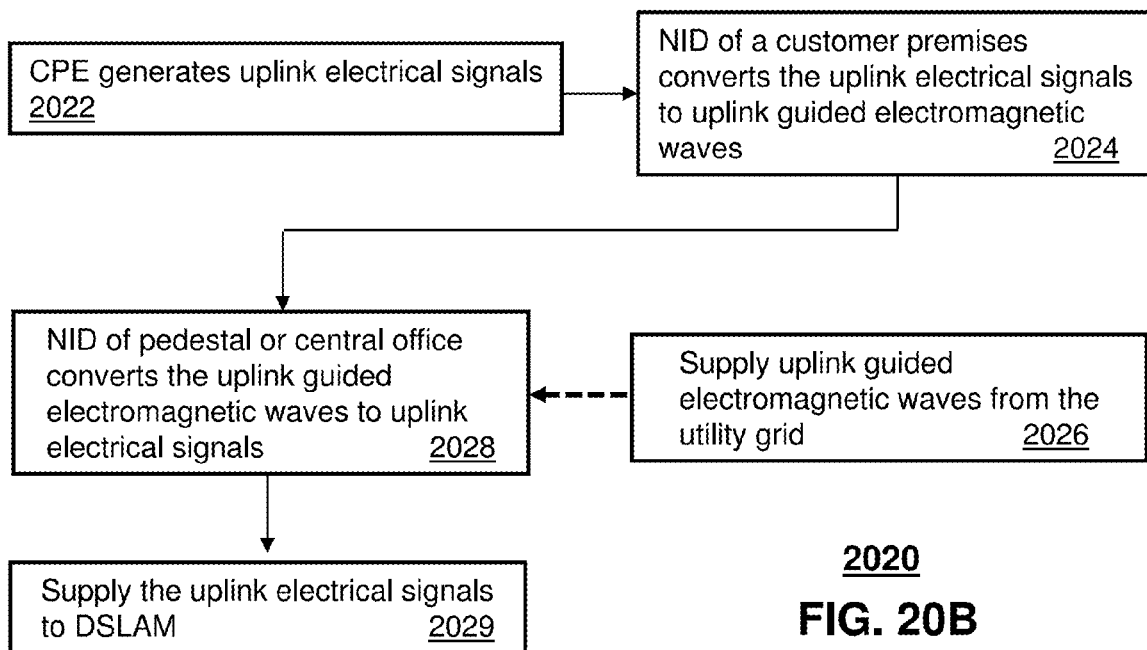 CPE generates uplink electrical signals
2022
NID of a customer premises
converts the uplink electrical signals
to uplink guided electromagnetic
waves 2024
NID of pedestal or central office
converts the uplink guided
electromagnetic waves to uplink
electrical signals 2028
Supply uplink guided
electromagnetic waves from the
utility grid 2026
Supply the uplink electrical signals
to DSLAM 2029
2020
FIG. 20B